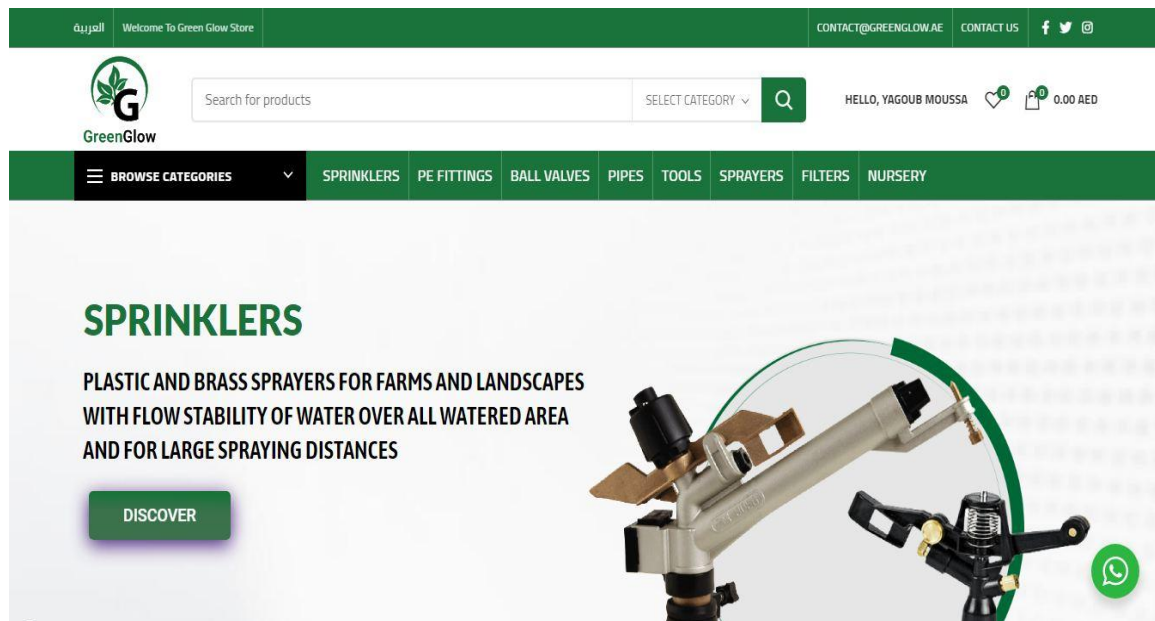 العربية
Welcome To Green Glow Store
CONTACT@GREENGLOW.AE
CONTACT US
G
GreenGlow
Search for products
SELECT CATEGORY
HELLO, YAGOUB MOUSSA
0
0
0.00 AED
BROWSE CATEGORIES
SPRINKLERS
PE FITTINGS
BALL VALVES
PIPES
TOOLS
SPRAYERS
FILTERS
NURSERY
SPRINKLERS
PLASTIC AND BRASS SPRAYERS FOR FARMS AND LANDSCAPES
WITH FLOW STABILITY OF WATER OVER ALL WATERED AREA
AND FOR LARGE SPRAYING DISTANCES
DISCOVER